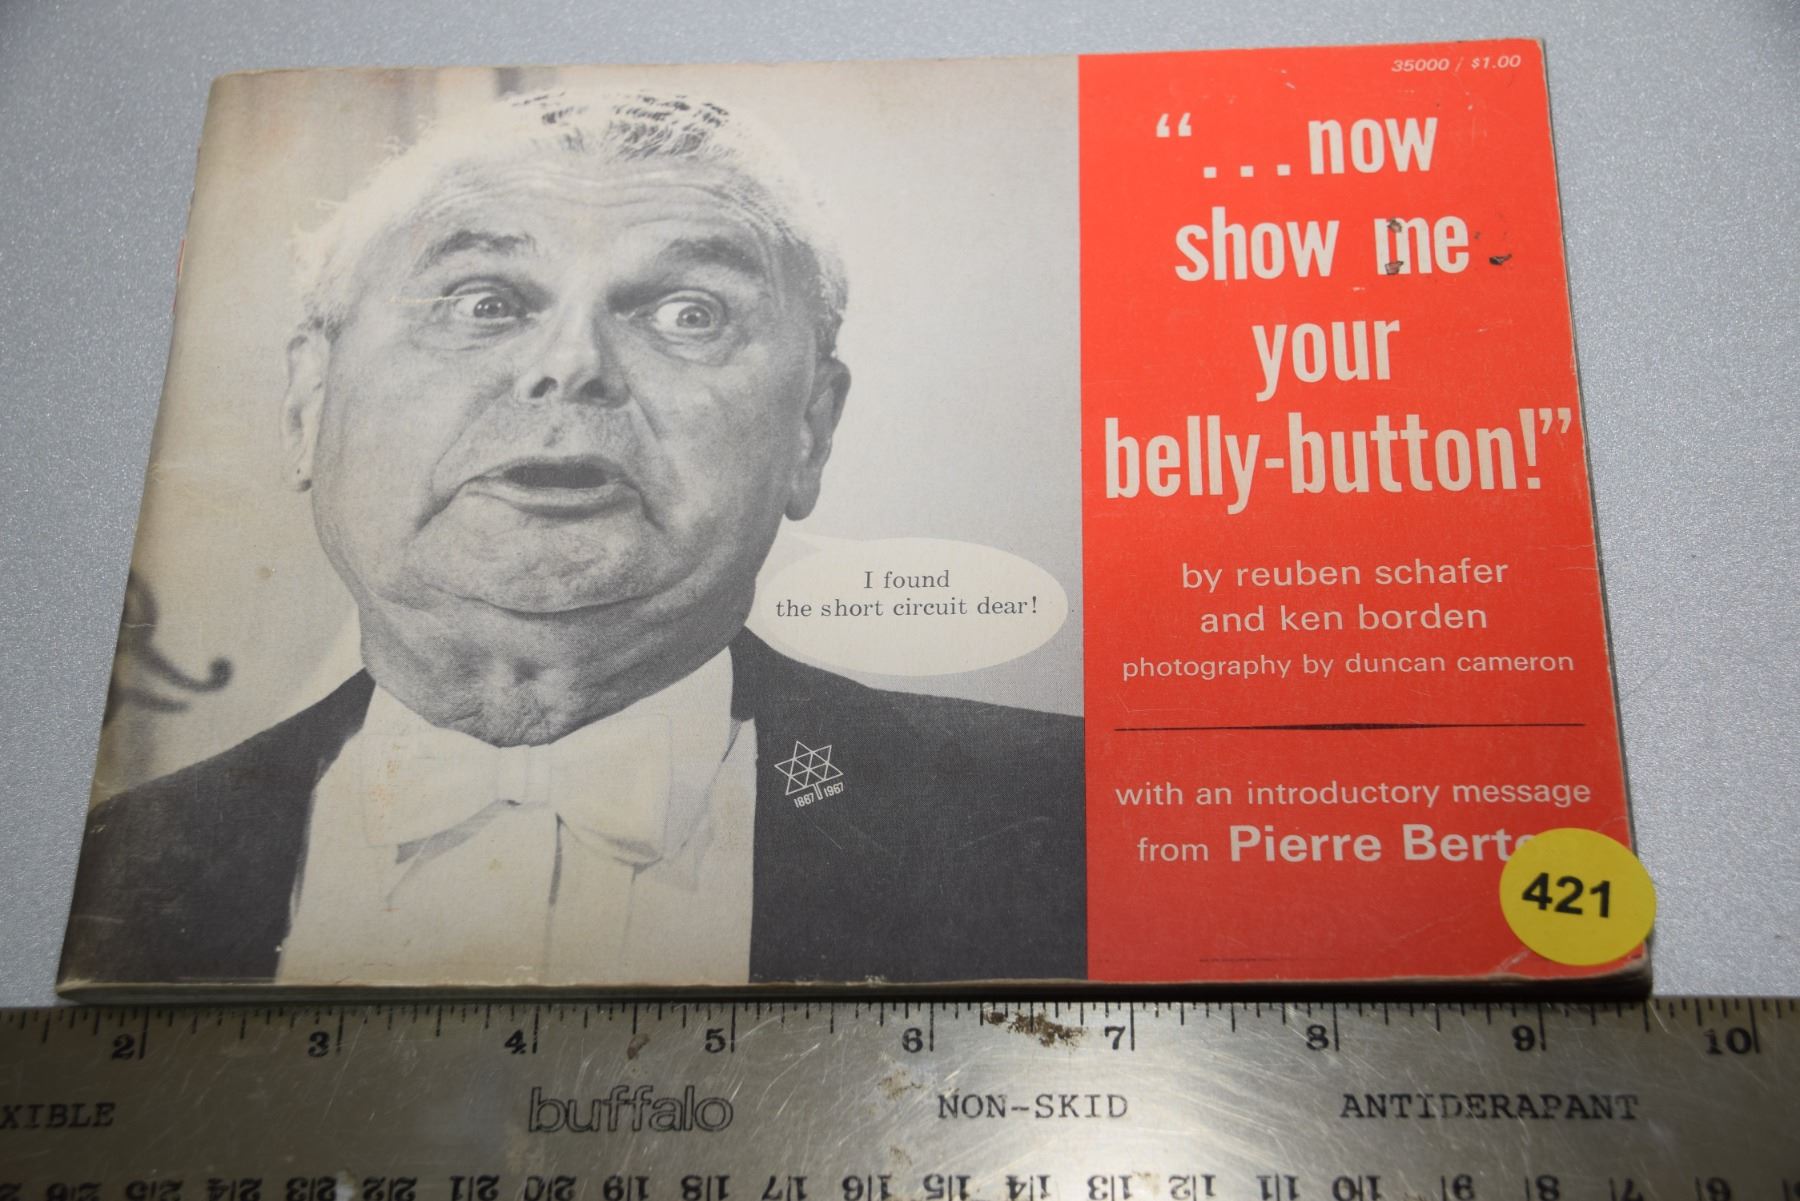 35000 / $1.00
“...now
show me
your
belly-button!”
by reuben schafer
and ken borden
photography by duncan cameron
with an introductory message
from Pierre Berto
421
I found
the short circuit dear!
1867 1967
2 3 4 5 6 7 8 9 10
XIBLE buffalo NON-SKID ANTIDERAPANT